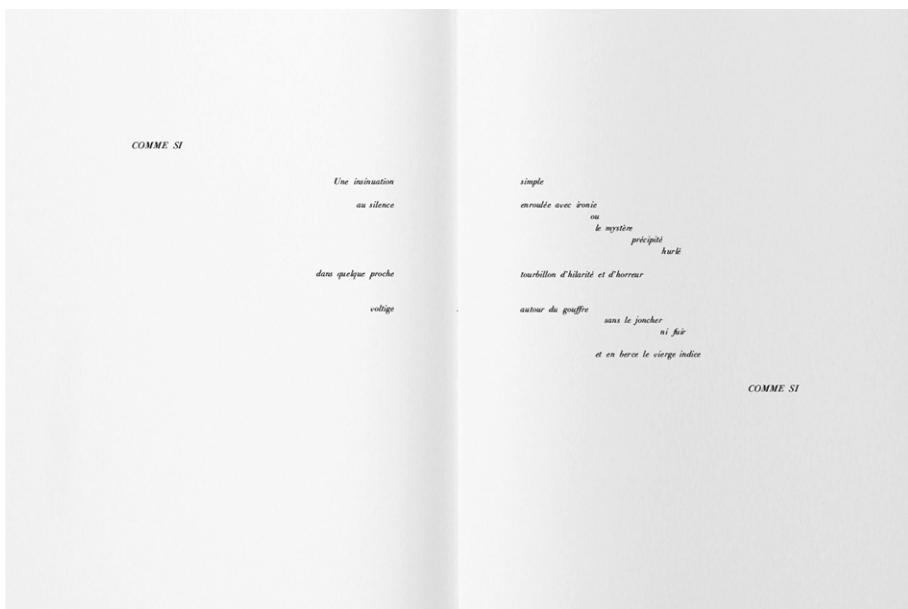 COMME SI
Une insinuation simple
au silence enroulée avec ironie
ou
le mystère
précipité
hurlé
dans quelque proche tourbillon d'hilarité et d'horreur
voltige autour du gouffre
sans le joncher
ni fuir
et en berce le vierge indice
COMME SI